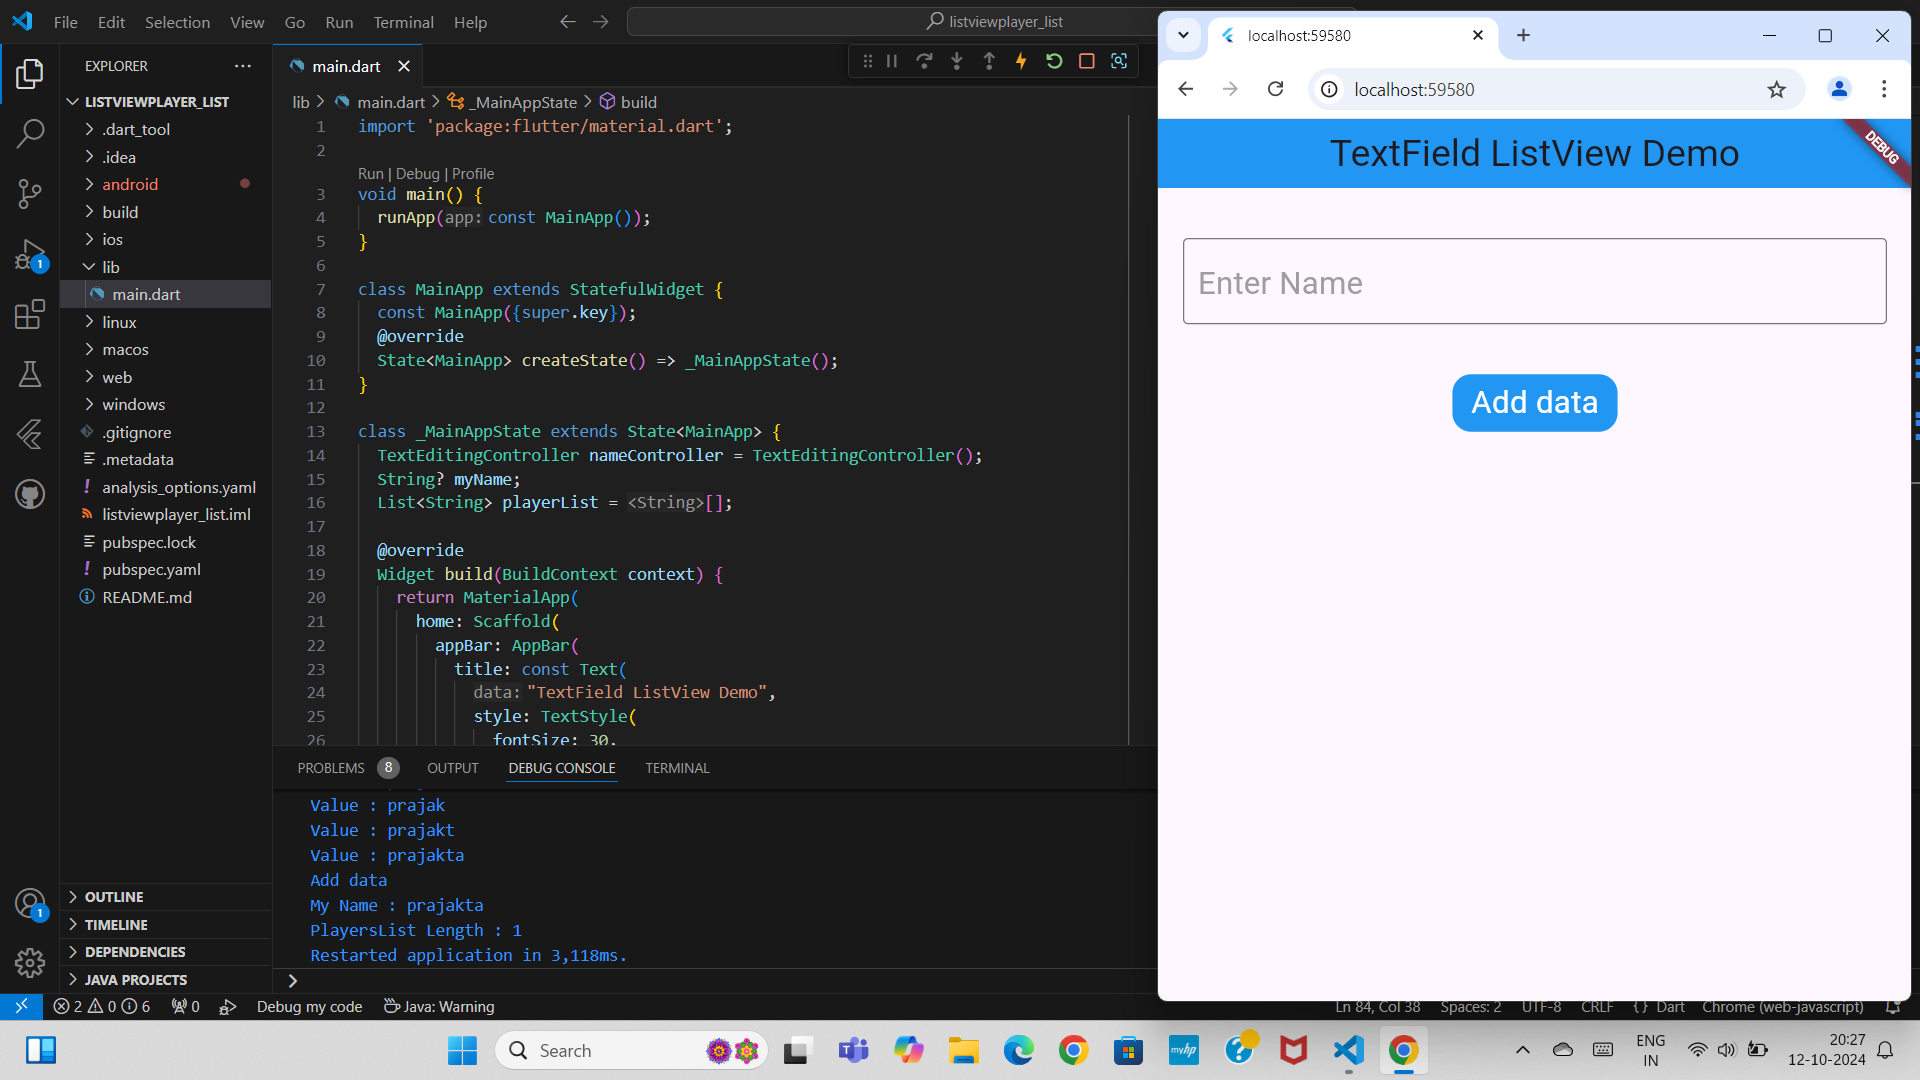 File Edit Selection View Go Run Terminal Help
listviewplayer_list
EXPLORER
LISTVIEWPLAYER_LIST
.dart_tool
.idea
android
build
ios
lib
main.dart
linux
macos
web
windows
.gitignore
.metadata
analysis_options.yaml
listviewplayer_list.iml
pubspec.lock
pubspec.yaml
README.md
OUTLINE
TIMELINE
DEPENDENCIES
JAVA PROJECTS
1
1
main.dart
lib > main.dart > _MainAppState > build
1 import 'package:flutter/material.dart';
2
Run | Debug | Profile
3 void main() {
4 runApp(app: const MainApp());
5 }
6
7 class MainApp extends StatefulWidget {
8 const MainApp({super.key});
9 @override
10 State<MainApp> createState() => _MainAppState();
11 }
12
13 class _MainAppState extends State<MainApp> {
14 TextEditingController nameController = TextEditingController();
15 String? myName;
16 List<String> playerList = <String>[];
17
18 @override
19 Widget build(BuildContext context) {
20 return MaterialApp(
21 home: Scaffold(
22 appBar: AppBar(
23 title: const Text(
24 data: "TextField ListView Demo",
25 style: TextStyle(
26 fontSize: 30,
PROBLEMS 8 OUTPUT DEBUG CONSOLE TERMINAL
Value : prajak
Value : prajakt
Value : prajakta
Add data
My Name : prajakta
PlayersList Length : 1
Restarted application in 3,118ms.
2 0 6 0 Debug my code Java: Warning
Ln 84, Col 38 Spaces: 2 UTF-8 CRLF {} Dart Chrome (web-javascript)
localhost:59580
localhost:59580
TextField ListView Demo
DEBUG
Enter Name
Add data
Search
myhp
ENG
IN
20:27
12-10-2024